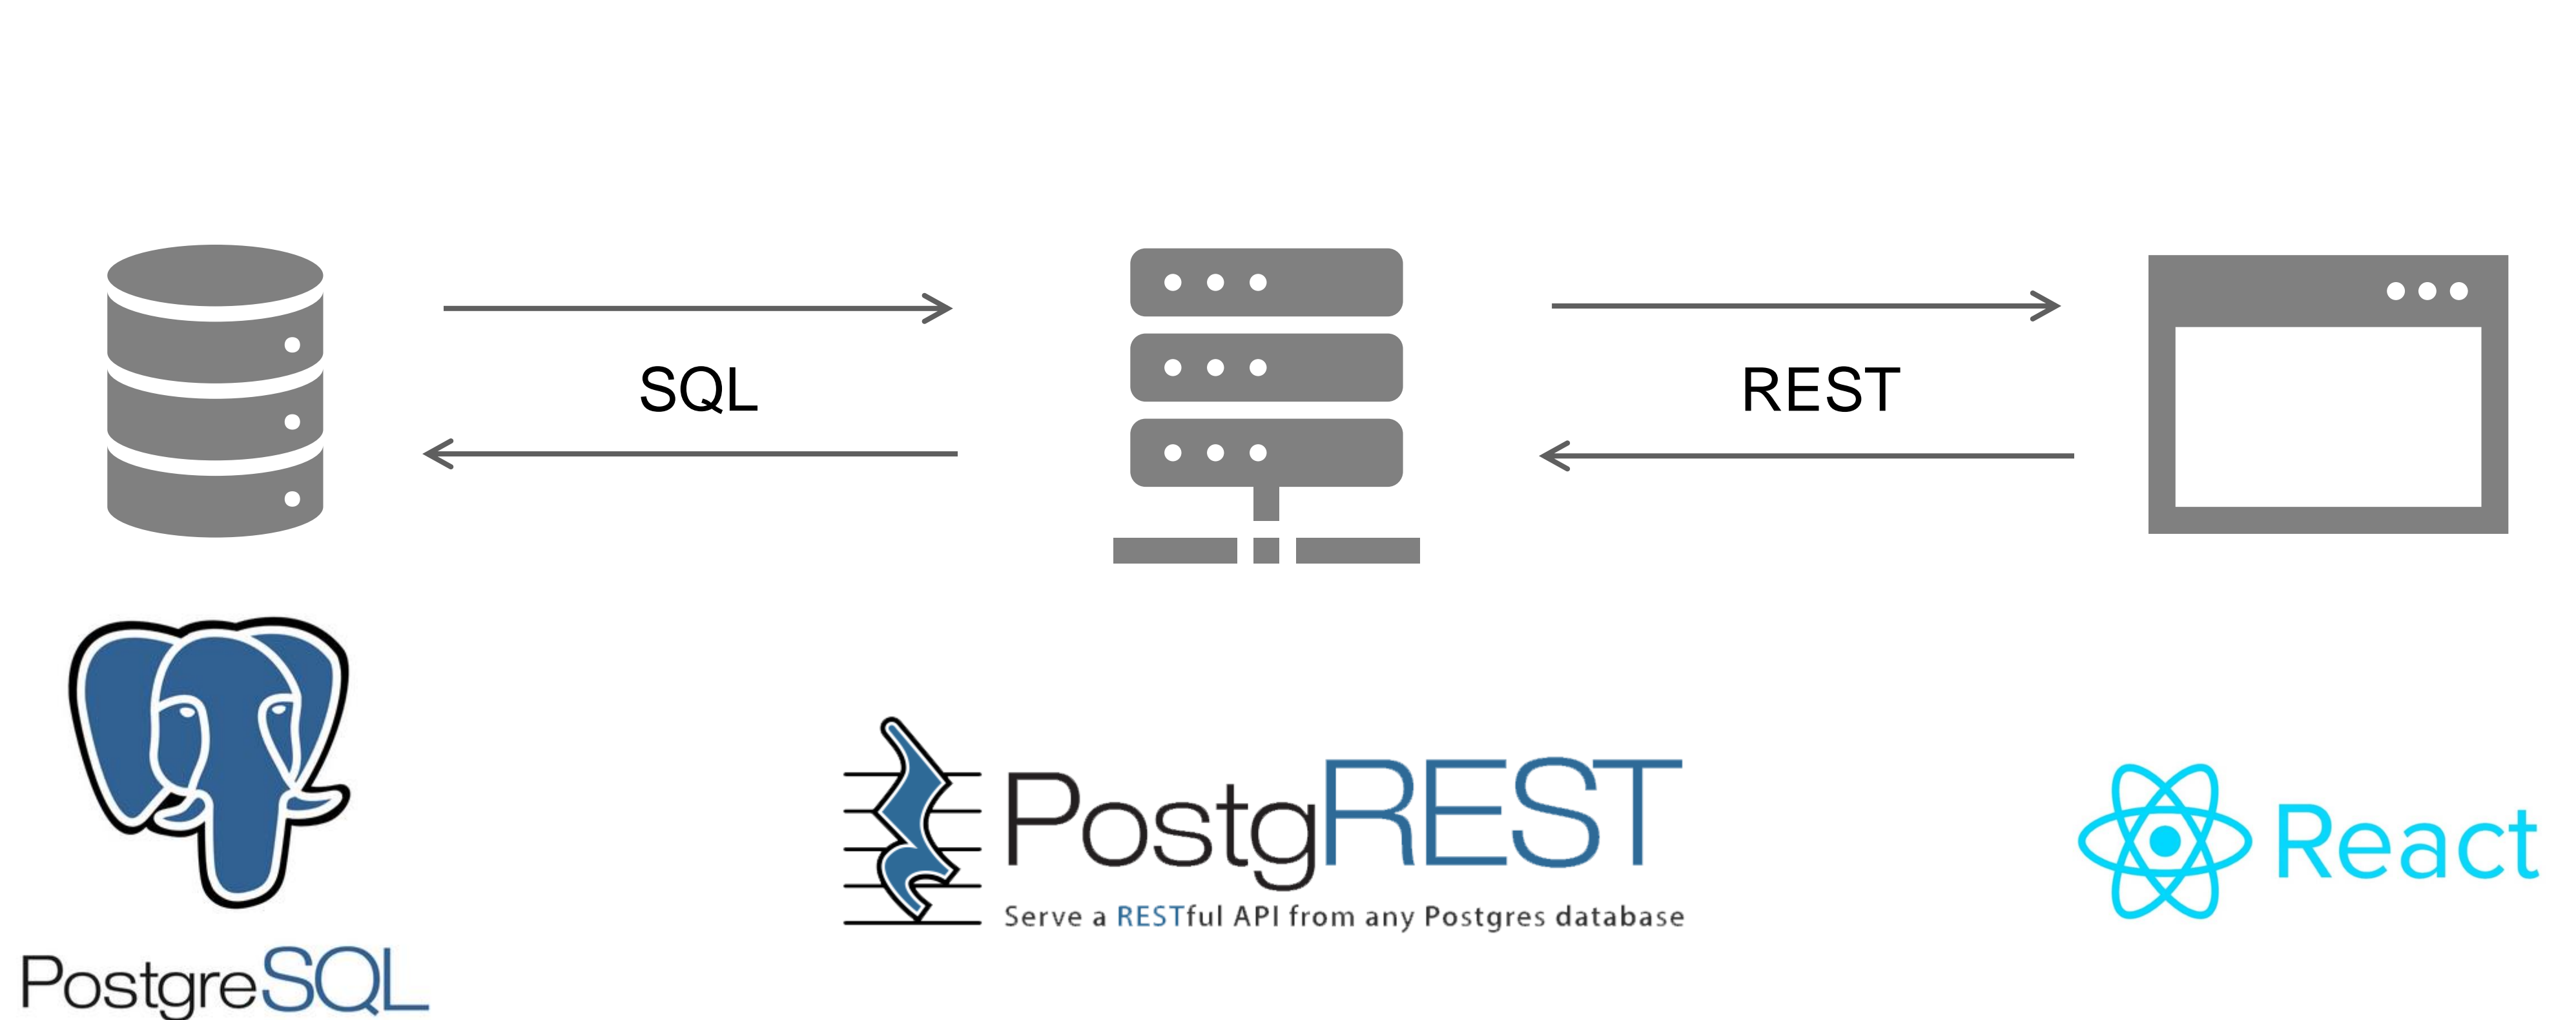 SQL
REST
PostgREST
Serve a RESTful API from any Postgres database
React
PostgreSQL